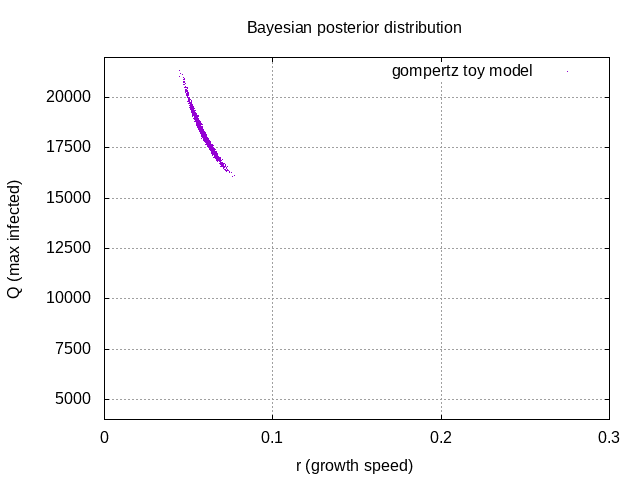 Bayesian posterior distribution
gompertz toy model
20000
17500
15000
12500
10000
7500
5000
Q (max infected)
0
0.1
0.2
0.3
r (growth speed)